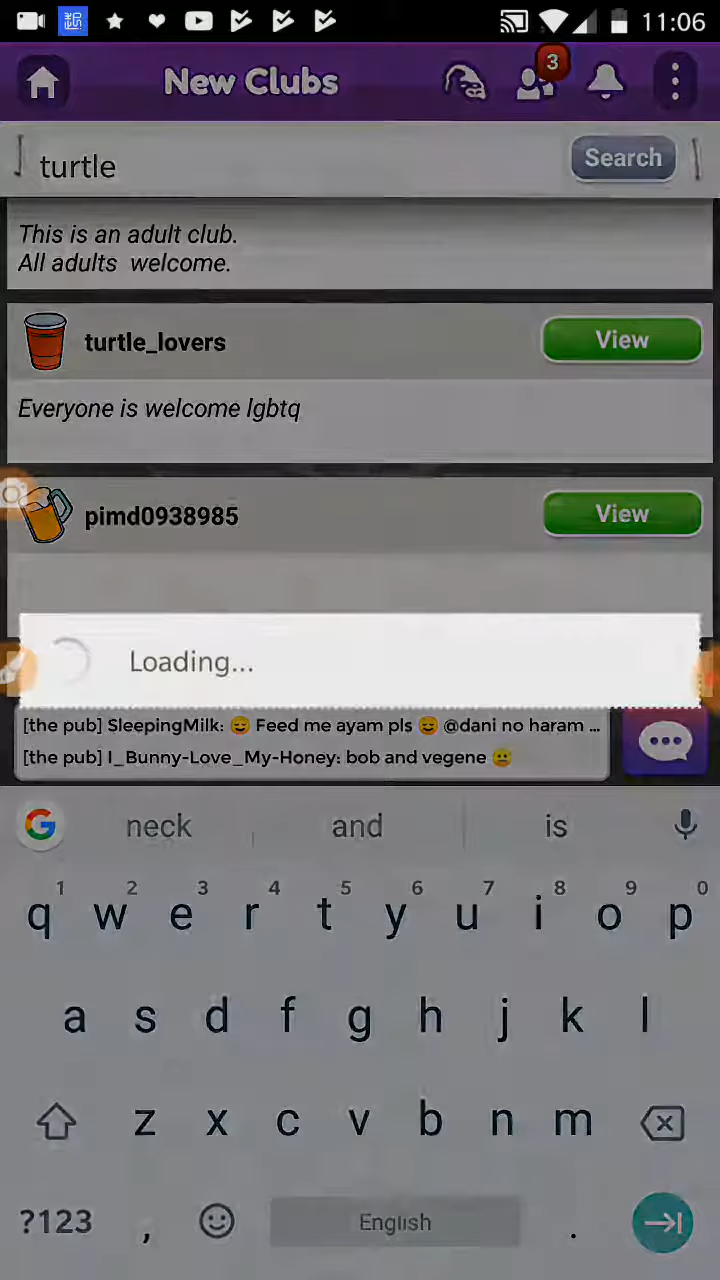 11:06
New Clubs
3
turtle
Search
This is an adult club.
All adults welcome.
turtle_lovers
View
Everyone is welcome lgbtq
pimd0938985
View
Loading...
[the pub] SleepingMilk: 😌 Feed me ayam pls 😌 @dani no haram ...
[the pub] I_Bunny-Love_My-Honey: bob and vegene 😐
neck and is
1 2 3 4 5 6 7 8 9 0
q w e r t y u i o p
a s d f g h j k l
z x c v b n m
?123 , English .